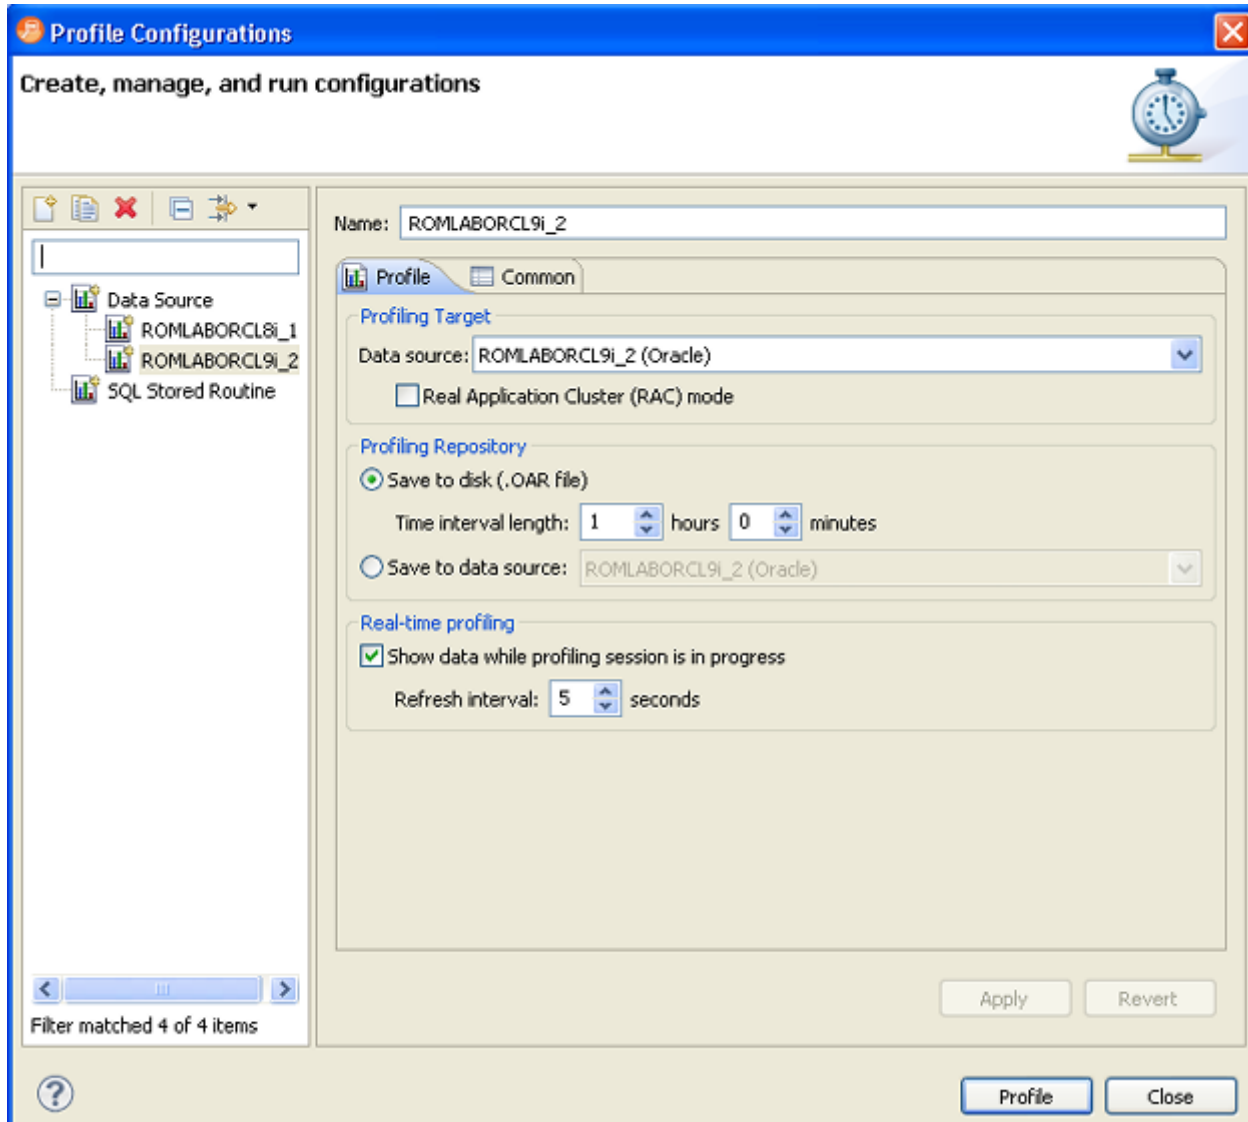 Profile Configurations
Create, manage, and run configurations
Name: ROMLABORCL9i_2
Data Source
ROMLABORCL8i_1
ROMLABORCL9i_2
SQL Stored Routine
Filter matched 4 of 4 items
Profile Common
Profiling Target
Data source: ROMLABORCL9i_2 (Oracle)
Real Application Cluster (RAC) mode
Profiling Repository
Save to disk (.OAR file)
Time interval length: 1 hours 0 minutes
Save to data source: ROMLABORCL9i_2 (Oracle)
Real-time profiling
Show data while profiling session is in progress
Refresh interval: 5 seconds
Apply Revert
Profile Close